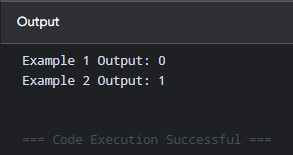 Output
Example 1 Output: 0
Example 2 Output: 1
=== Code Execution Successful ===